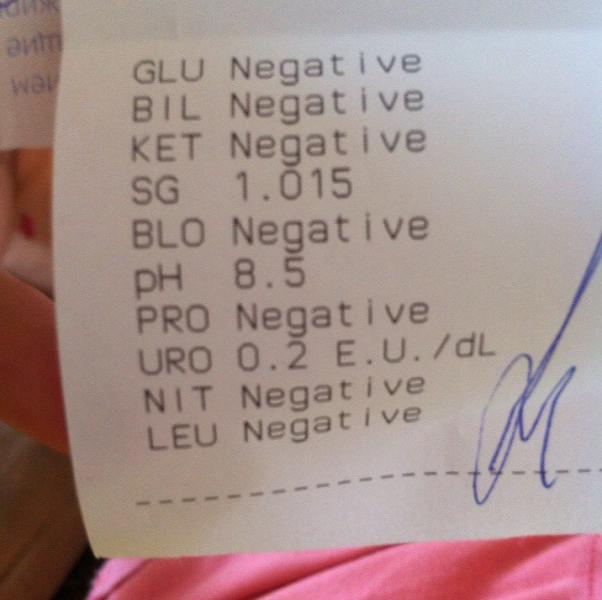 GLU Negative
BIL Negative
KET Negative
SG 1.015
BLO Negative
pH 8.5
PRO Negative
URO 0.2 E.U./dL
NIT Negative
LEU Negative